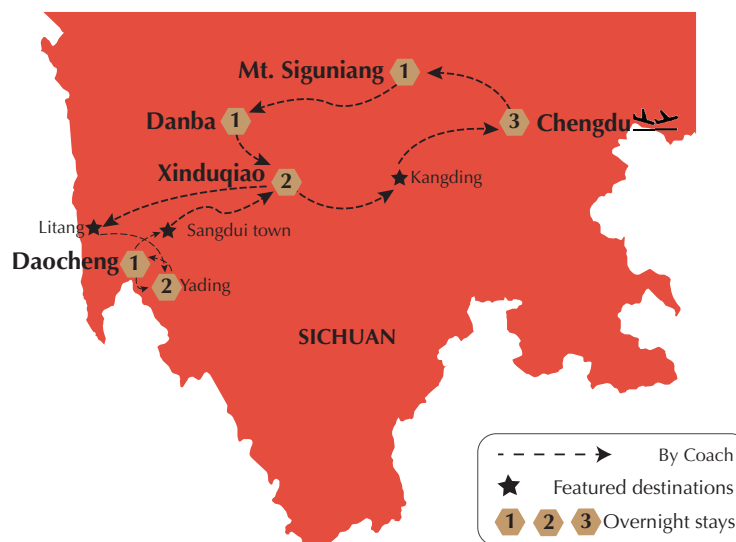 Mt. Siguniang 1
Danba 1
3 Chengdu
Xinduqiao 2
Kangding
Litang
Sangdui town
Daocheng 1
2 Yading
SICHUAN
By Coach
Featured destinations
1 2 3 Overnight stays